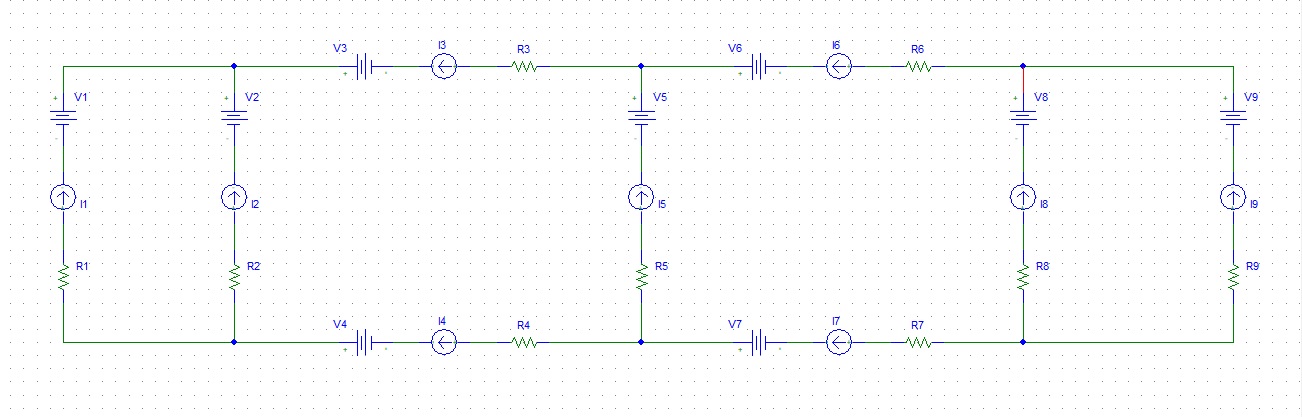 V3 I3 R3 V6 I6 R6
V1 V2 V5 V8 V9
I1 I2 I5 I8 I9
R1 R2 R5 R8 R9
V4 I4 R4 V7 I7 R7